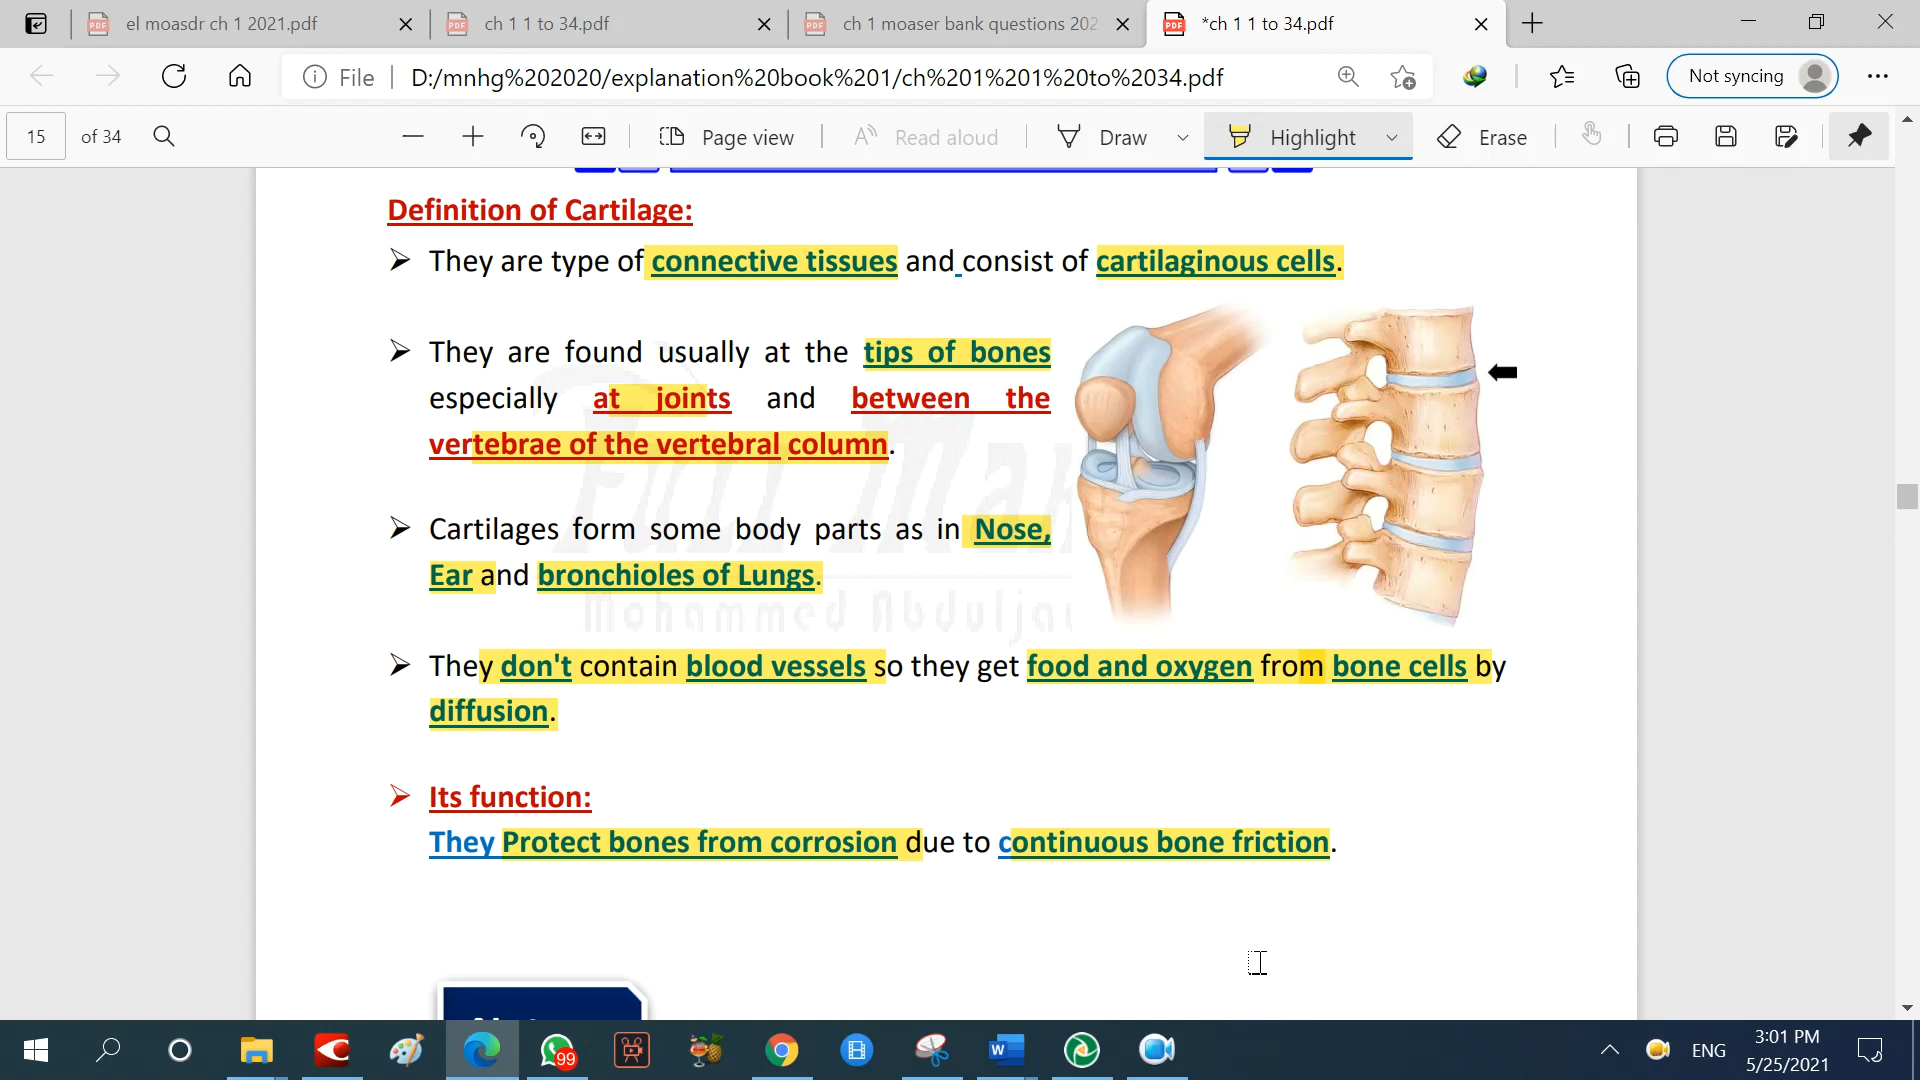 el moasdr ch 1 2021.pdf
ch 1 1 to 34.pdf
ch 1 moaser bank questions 202
*ch 1 1 to 34.pdf
File
D:/mnhg%202020/explanation%20book%201/ch%201%201%20to%2034.pdf
Not syncing
15 of 34
Page view
Read aloud
Draw
Highlight
Erase
Definition of Cartilage:
They are type of connective tissues and consist of cartilaginous cells.
They are found usually at the tips of bones
especially at joints and between the
vertebrae of the vertebral column.
Cartilages form some body parts as in Nose,
Ear and bronchioles of Lungs.
Mohammed Abdulja
They don't contain blood vessels so they get food and oxygen from bone cells by
diffusion.
Its function:
They Protect bones from corrosion due to continuous bone friction.
99
ENG
3:01 PM
5/25/2021